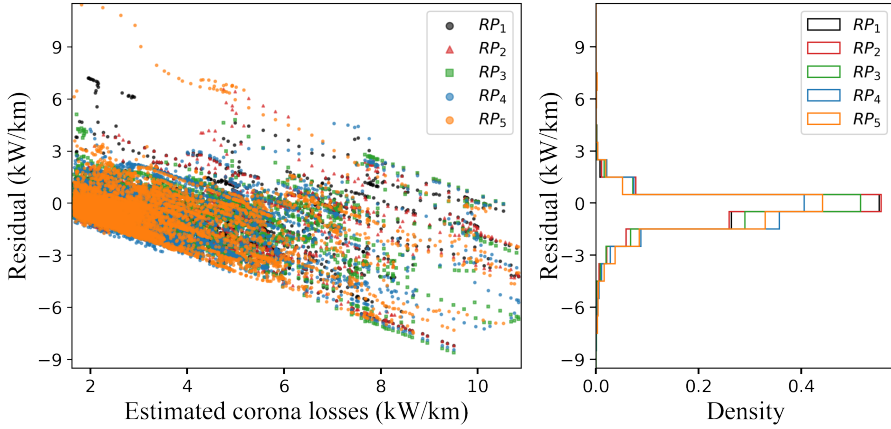 Residual (kW/km)
6
3
0
−3
−6
−9
2
4
6
8
10
Estimated corona losses (kW/km)
RP1
RP2
RP3
RP4
RP5
Residual (kW/km)
9
6
3
0
−3
−6
−9
0.0
0.2
0.4
Density
RP1
RP2
RP3
RP4
RP5